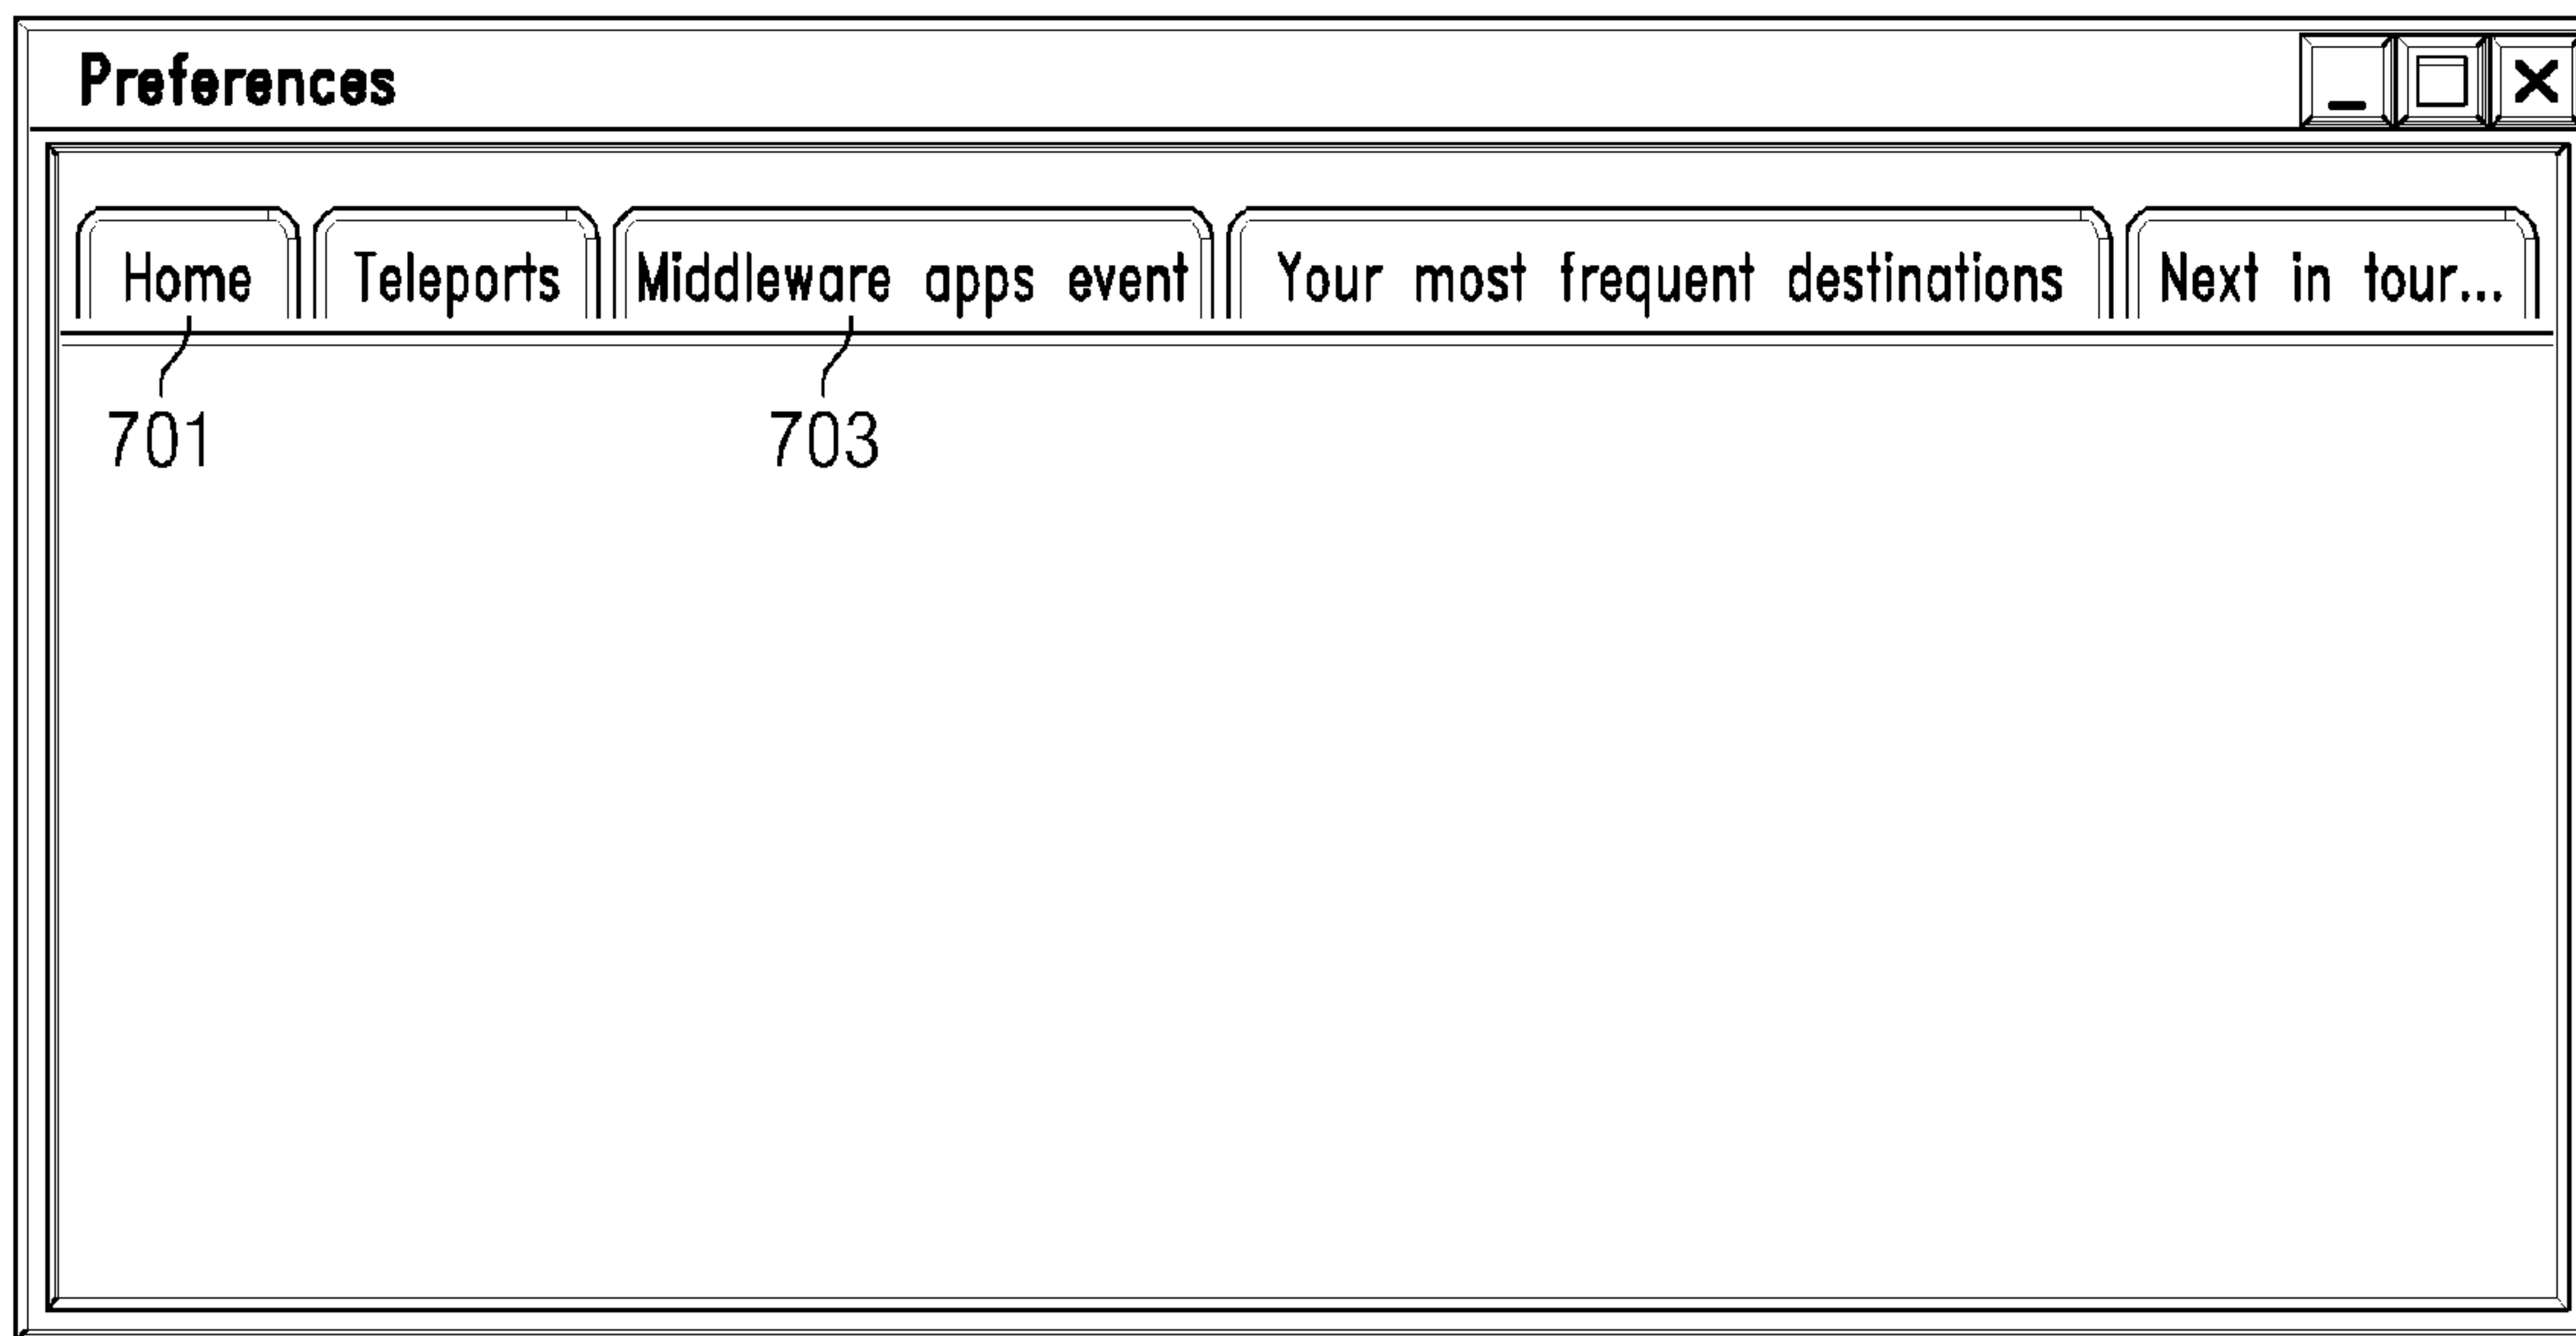 Preferences
Home Teleports Middleware apps event Your most frequent destinations Next in tour...
701 703